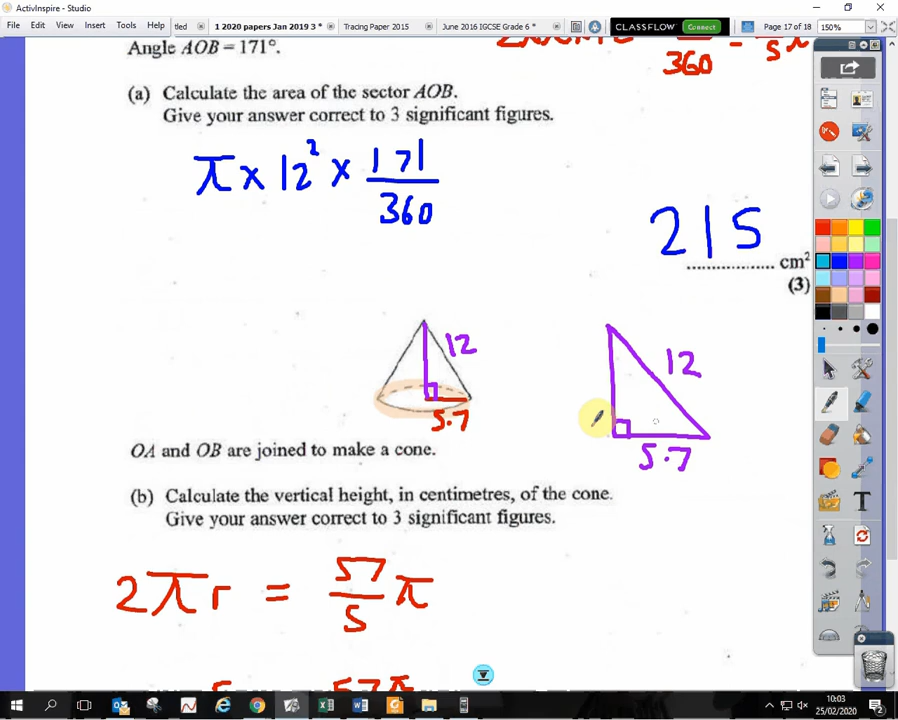 ActivInspire - Studio
File Edit View Insert Tools Help
tled 1 2020 papers Jan 2019 3 * Tracing Paper 2015 June 2016 IGCSE Grade 6 * CLASSFLOW Connect Page 17 of 18 150%
Angle AOB = 171°.
360 = 5π
(a) Calculate the area of the sector AOB.
Give your answer correct to 3 significant figures.
π × 12² × 171/360
215
cm²
(3)
12
5.7
12
5.7
OA and OB are joined to make a cone.
(b) Calculate the vertical height, in centimetres, of the cone.
Give your answer correct to 3 significant figures.
2πr = 57/5 π
57π
10:03
25/02/2020
2